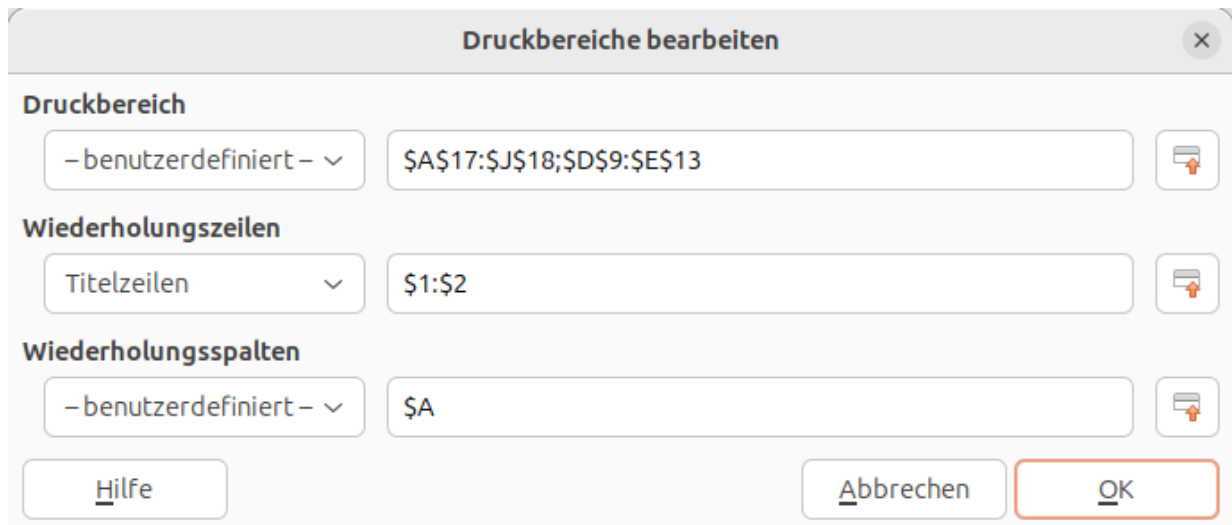 Druckbereiche bearbeiten
Druckbereich
– benutzerdefiniert –
$A$17:$J$18;$D$9:$E$13
Wiederholungszeilen
Titelzeilen
$1:$2
Wiederholungsspalten
– benutzerdefiniert –
$A
Hilfe
Abbrechen
OK